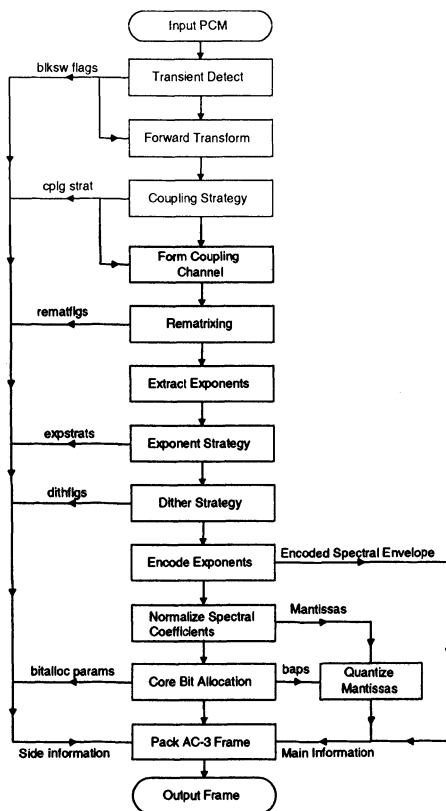 Input PCM
blksw flags
Transient Detect
Forward Transform
cplg strat
Coupling Strategy
Form Coupling
Channel
rematflgs
Rematrixing
Extract Exponents
expstrats
Exponent Strategy
dithflgs
Dither Strategy
Encode Exponents
Encoded Spectral Envelope
Normalize Spectral
Coefficients
Mantissas
bitalloc params
Core Bit Allocation
baps
Quantize
Mantissas
Side information
Pack AC-3 Frame
Main Information
Output Frame